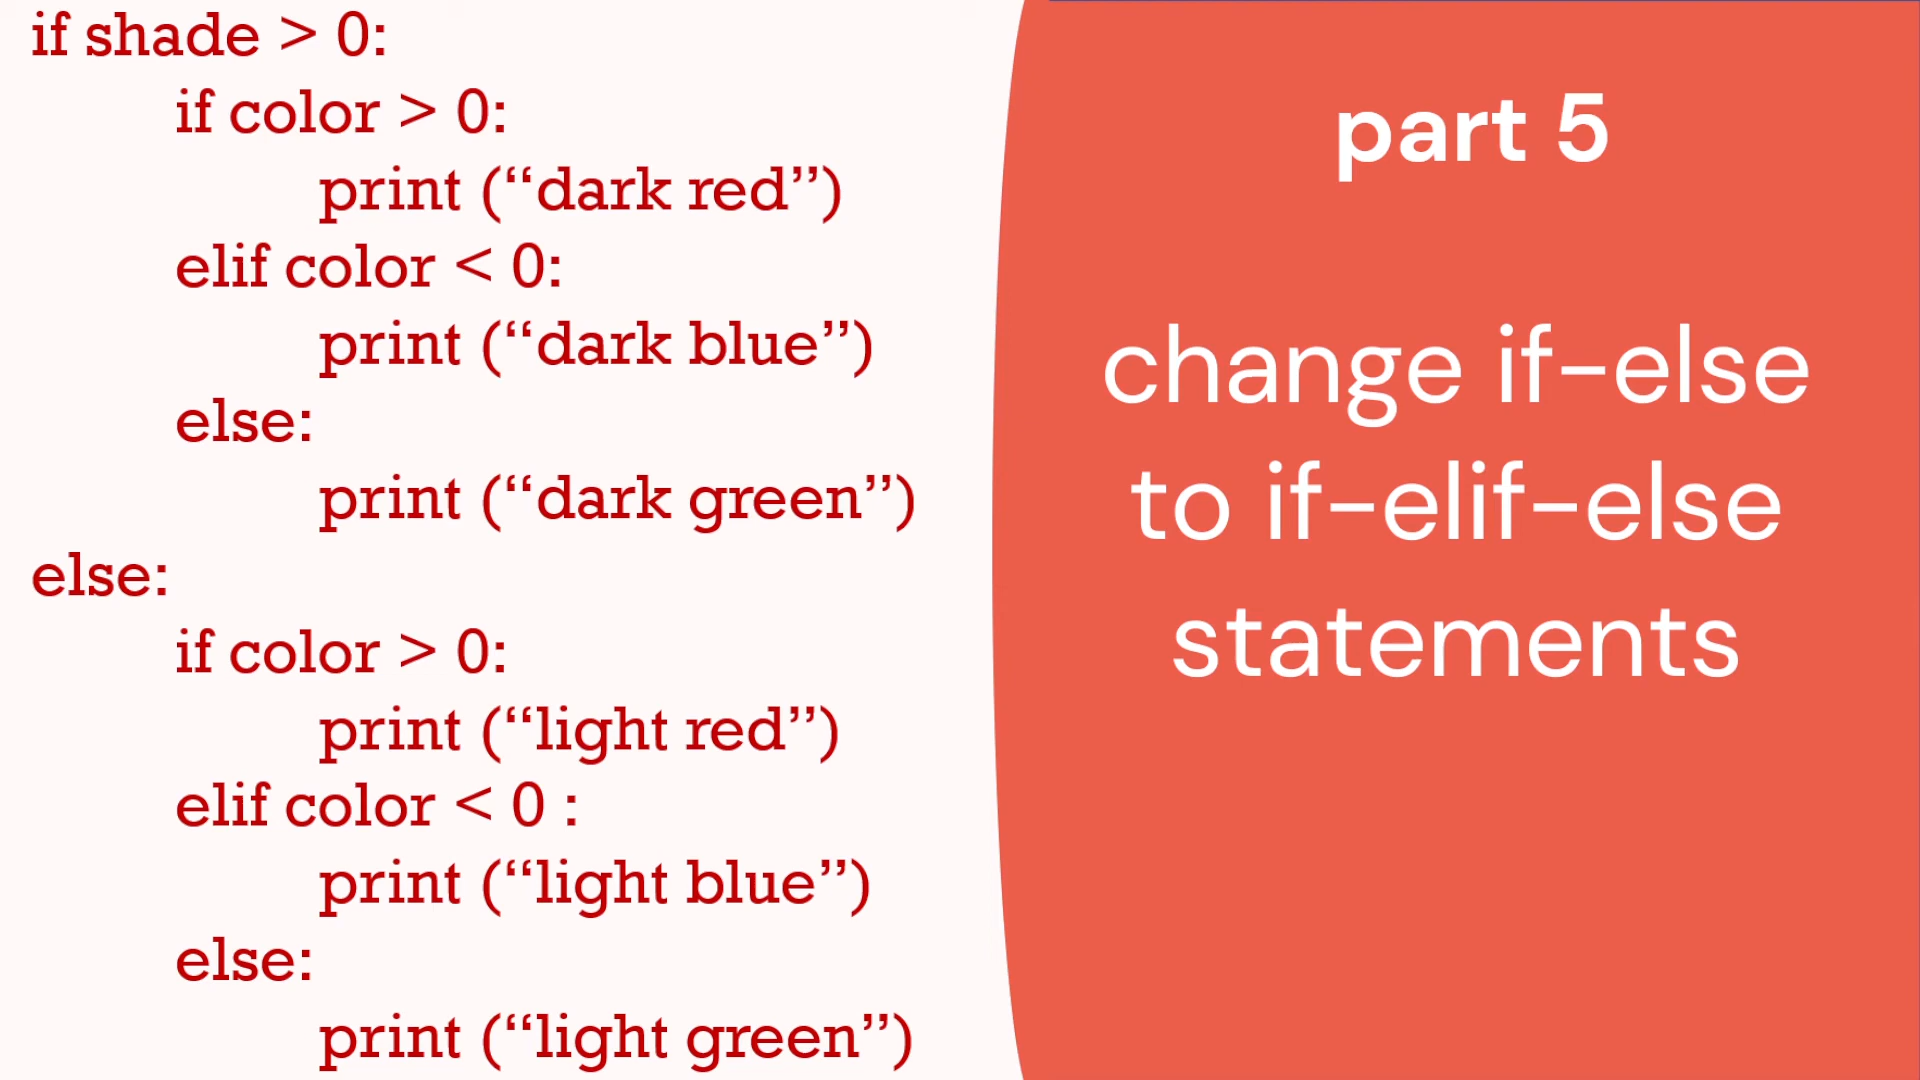 if shade > 0:
if color > 0:
print (“dark red”)
elif color < 0:
print (“dark blue”)
else:
print (“dark green”)
else:
if color > 0:
print (“light red”)
elif color < 0 :
print (“light blue”)
else:
print (“light green”)
part 5
change if-else
to if-elif-else
statements